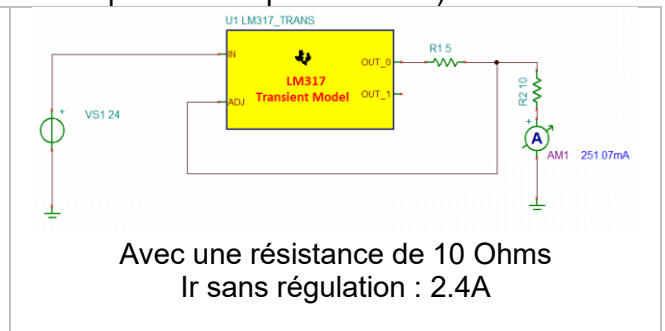 U1 LM317_TRANS
IN
OUT_0
R1 5
LM317
Transient Model
OUT_1
ADJ
VS1 24
+
R2 10
+
A
AM1 251.07mA
Avec une résistance de 10 Ohms
Ir sans régulation : 2.4A